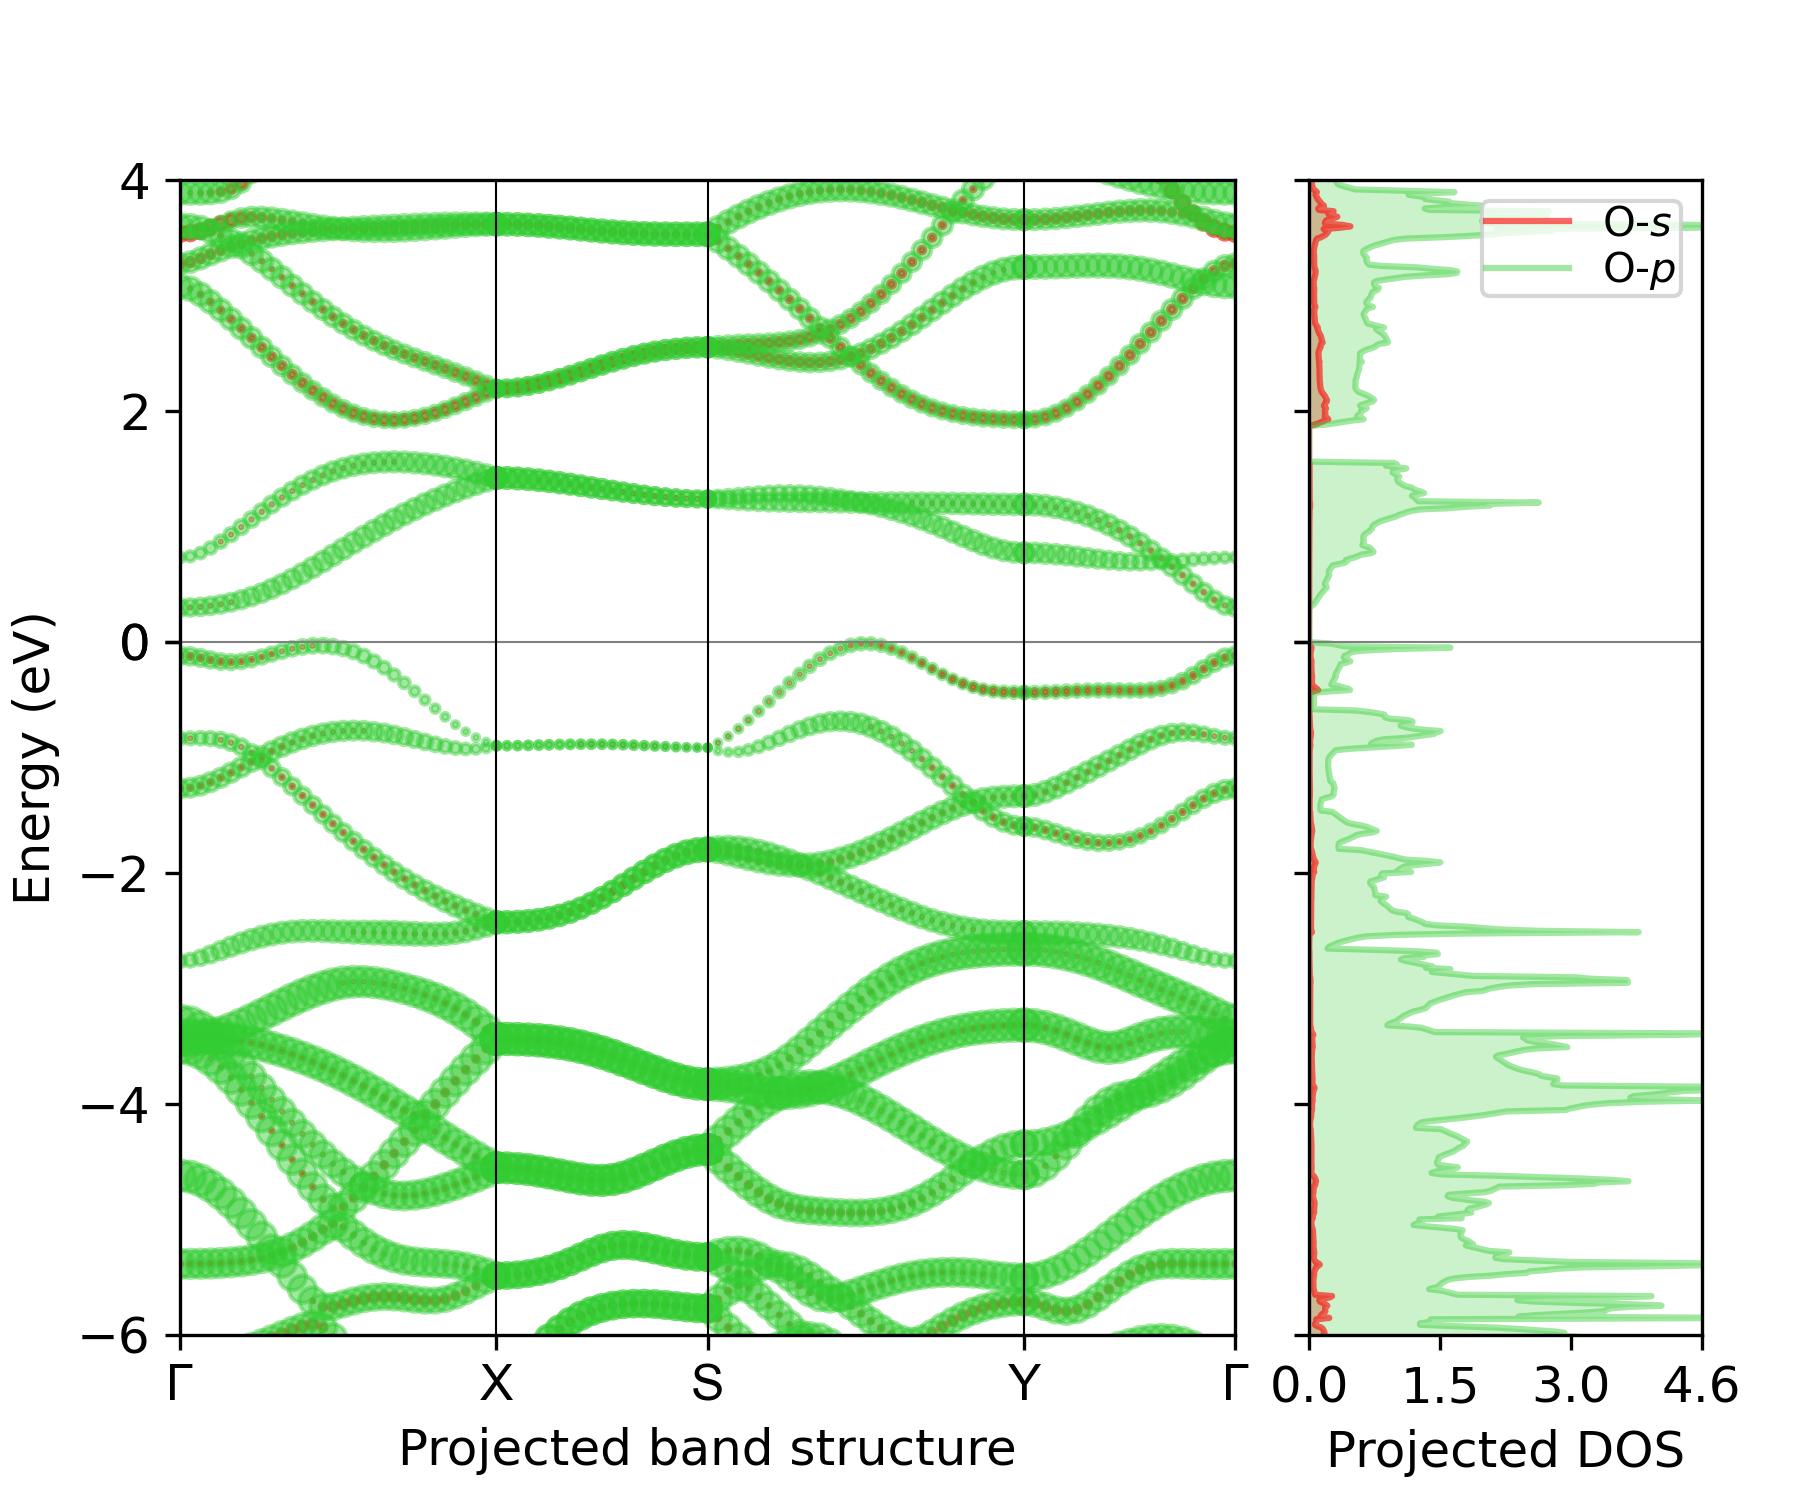 4
2
0
−2
−4
−6
Energy (eV)
Γ X S Y Γ
Projected band structure
O-s
O-p
0.0 1.5 3.0 4.6
Projected DOS